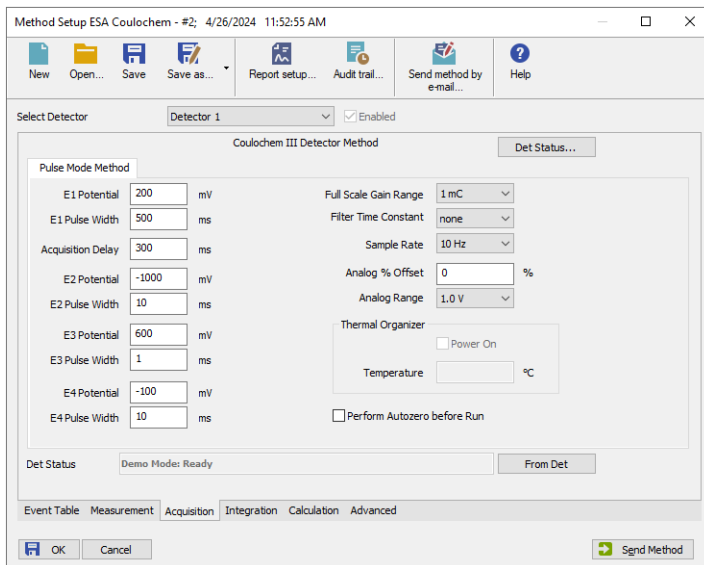 Method Setup ESA Coulochem - #2;  4/26/2024  11:52:55 AM
New
Open...
Save
Save as...
Report setup...
Audit trail...
Send method by
e-mail...
Help
Select Detector
Detector 1
Enabled
Coulochem III Detector Method
Det Status...
Pulse Mode Method
E1 Potential 200 mV
E1 Pulse Width 500 ms
Acquisition Delay 300 ms
E2 Potential -1000 mV
E2 Pulse Width 10 ms
E3 Potential 600 mV
E3 Pulse Width 1 ms
E4 Potential -100 mV
E4 Pulse Width 10 ms
Full Scale Gain Range 1 mC
Filter Time Constant none
Sample Rate 10 Hz
Analog % Offset 0 %
Analog Range 1.0 V
Thermal Organizer
Power On
Temperature ºC
Perform Autozero before Run
Det Status Demo Mode: Ready From Det
Event Table Measurement Acquisition Integration Calculation Advanced
OK Cancel Send Method